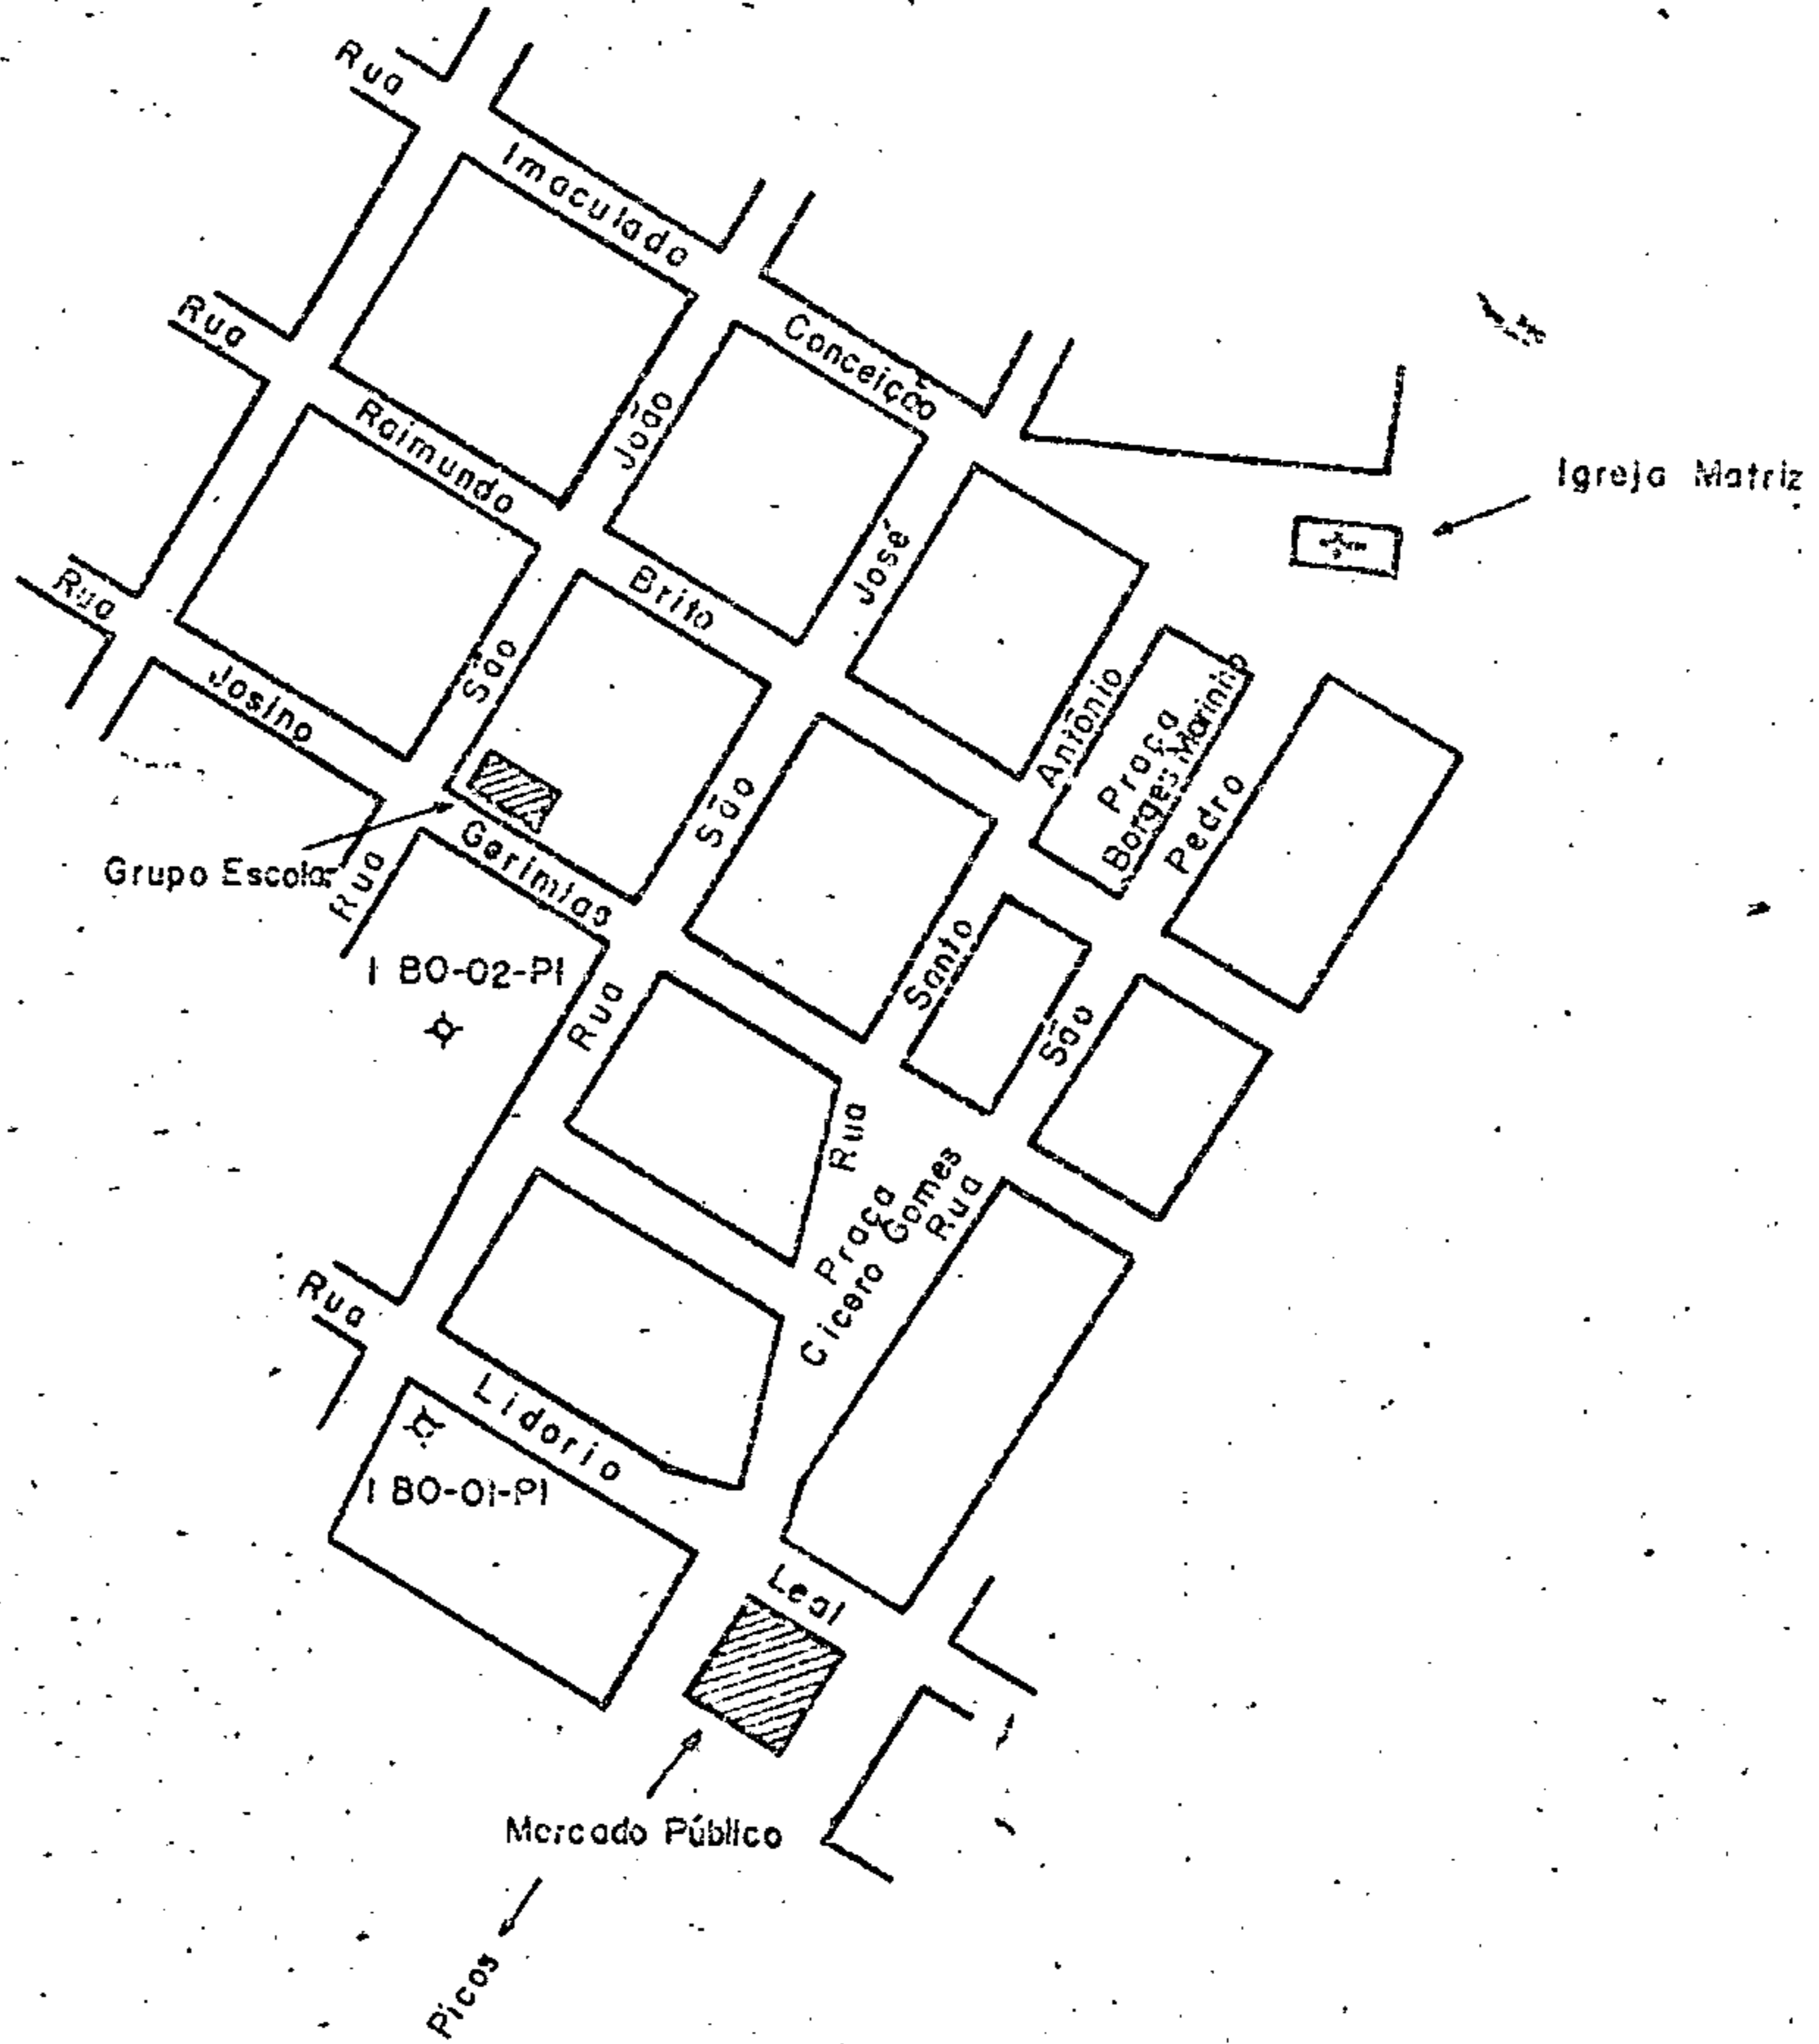 Rua Imaculada Conceição
Rua Raimundo Brito
Rua Josino Gerimias
Rua São João
Rua São José
Rua Santo Antônio
Rua São Pedro
Praça
Borges Marinho
Igreja Matriz
Grupo Escolar
I BO-02-PI
Praça
Cicero Gomes
Rua Lidorio Leal
I BO-01-PI
Mercado Público
Picos